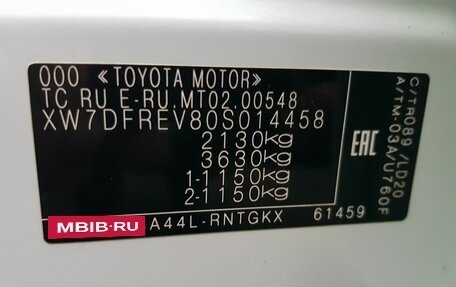 ООО «TOYOTA MOTOR»
TC RU E-RU.MT02.00548
XW7DFREV80S014458
2130kg
3630kg
1-1150kg
2-1150kg
A44L-RNTGKX 61459
EAC
C/TR089 /LD20
A/TM-03A/U760F
MBIB.RU